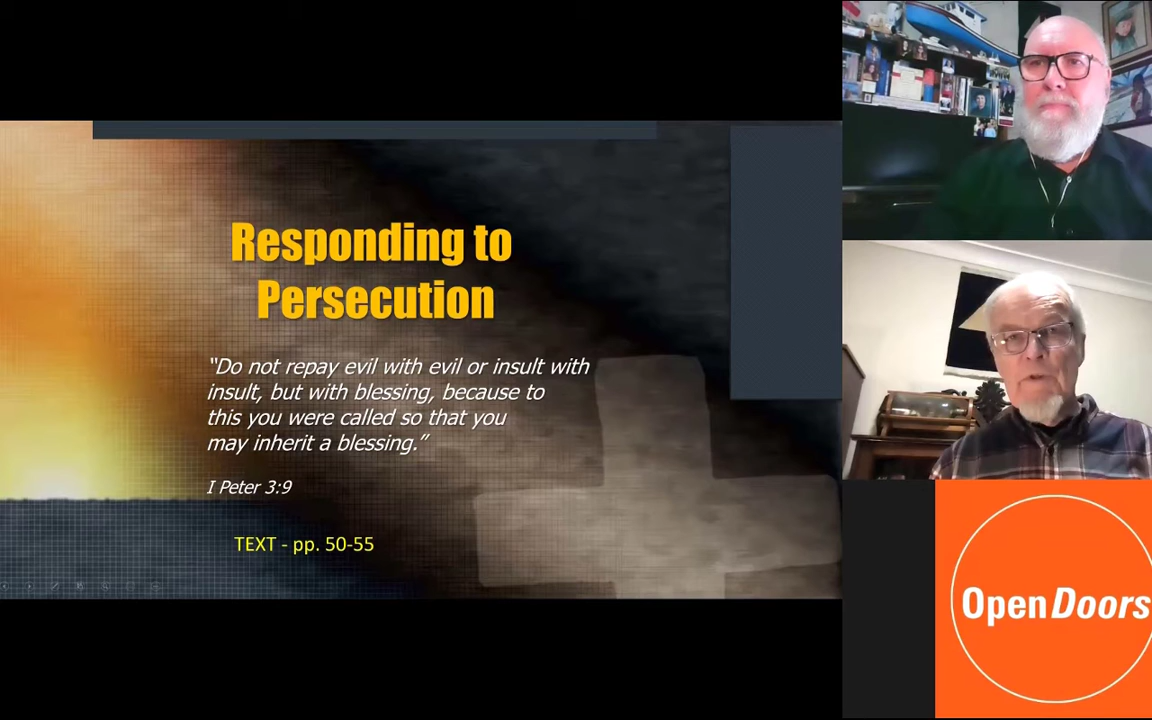 Responding to
Persecution
“Do not repay evil with evil or insult with
insult, but with blessing, because to
this you were called so that you
may inherit a blessing.”
I Peter 3:9
TEXT - pp. 50-55
OpenDoors